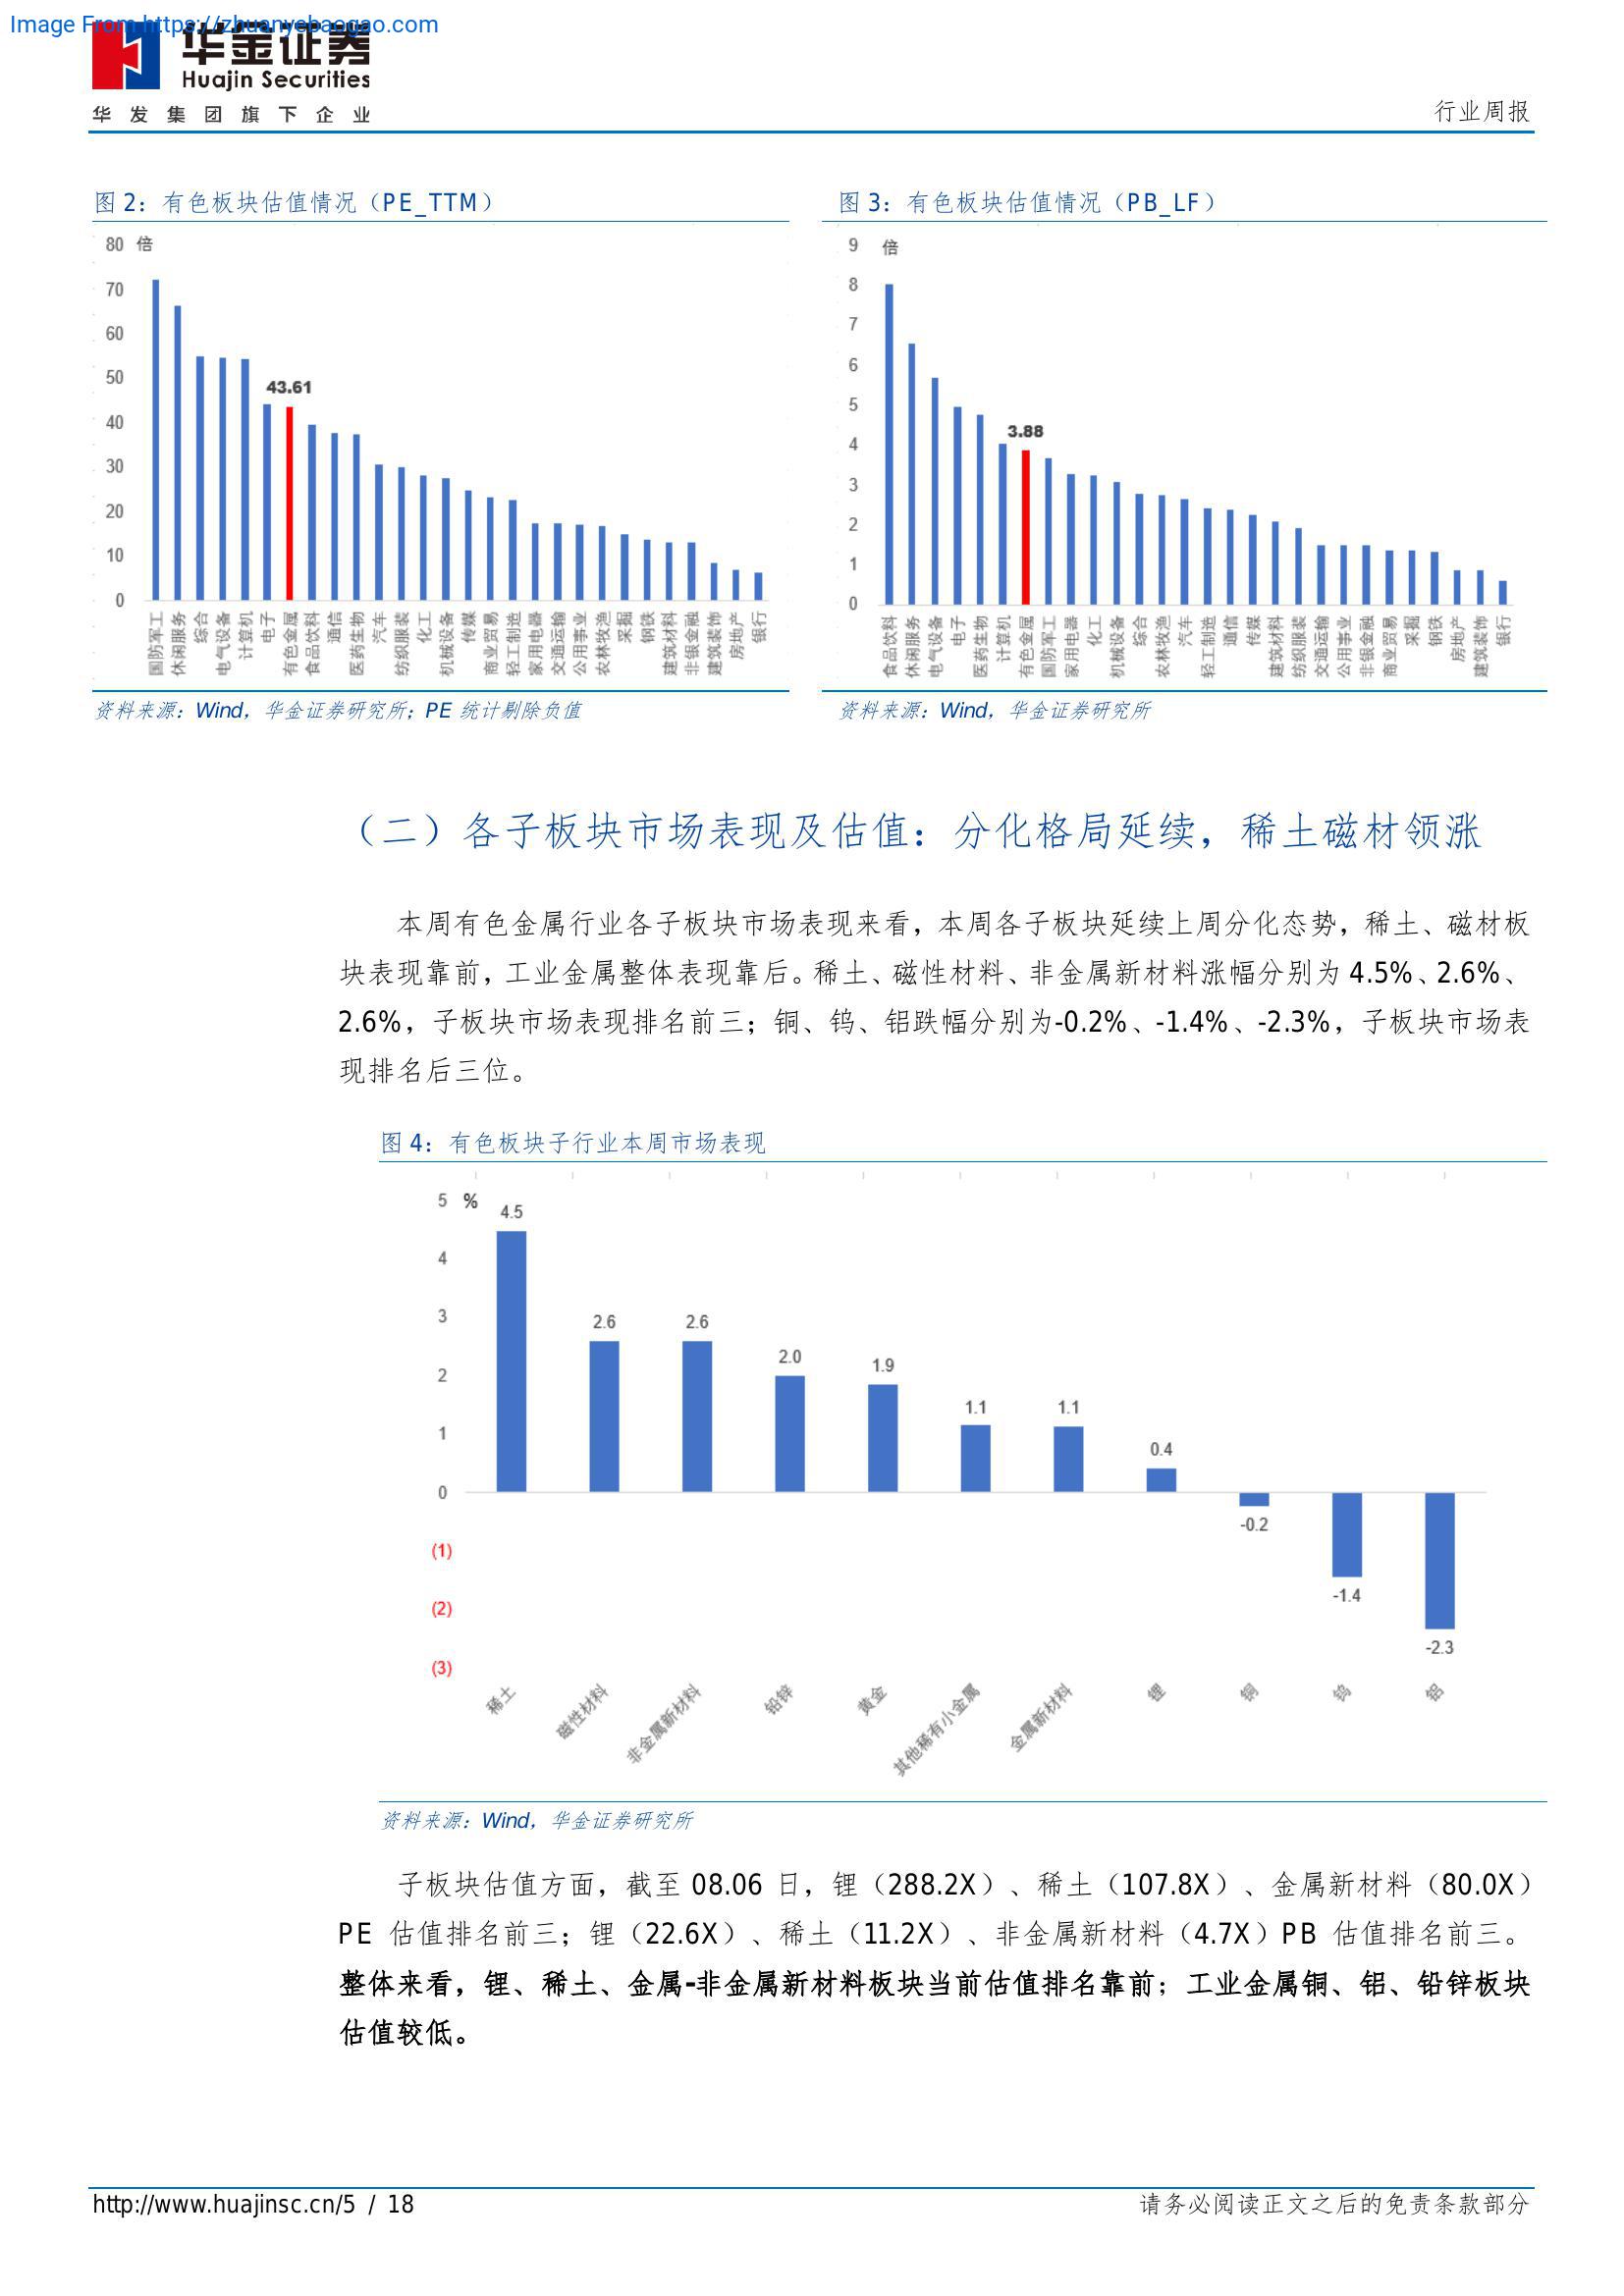 Image From https://zhuanyebaogao.com
华金证券
Huajin Securities
华发集团旗下企业
行业周报
图 2：有色板块估值情况（PE_TTM）
80 倍
70
60
50
40
30
20
10
0
43.61
国防军工 休闲服务 综合 电气设备 计算机 电子 有色金属 食品饮料 通信 医药生物 汽车 纺织服装 化工 机械设备 传媒 商业贸易 轻工制造 家用电器 交通运输 公用事业 农林牧渔 采掘 钢铁 建筑材料 非银金融 建筑装饰 房地产 银行
资料来源：Wind，华金证券研究所；PE 统计剔除负值
图 3：有色板块估值情况（PB_LF）
9 倍
8
7
6
5
4
3
2
1
0
3.88
食品饮料 休闲服务 电气设备 电子 医药生物 计算机 有色金属 国防军工 家用电器 化工 机械设备 综合 农林牧渔 汽车 轻工制造 通信 传媒 建筑材料 纺织服装 交通运输 公用事业 非银金融 商业贸易 采掘 钢铁 房地产 建筑装饰 银行
资料来源：Wind，华金证券研究所
（二）各子板块市场表现及估值：分化格局延续，稀土磁材领涨
本周有色金属行业各子板块市场表现来看，本周各子板块延续上周分化态势，稀土、磁材板
块表现靠前，工业金属整体表现靠后。稀土、磁性材料、非金属新材料涨幅分别为 4.5%、2.6%、
2.6%，子板块市场表现排名前三；铜、钨、铝跌幅分别为-0.2%、-1.4%、-2.3%，子板块市场表
现排名后三位。
图 4：有色板块子行业本周市场表现
5 %
4
3
2
1
0
(1)
(2)
(3)
4.5 2.6 2.6 2.0 1.9 1.1 1.1 0.4 -0.2 -1.4 -2.3
稀土 磁性材料 非金属新材料 铅锌 黄金 其他稀有小金属 金属新材料 锂 铜 钨 铝
资料来源：Wind，华金证券研究所
子板块估值方面，截至 08.06 日，锂（288.2X）、稀土（107.8X）、金属新材料（80.0X）
PE 估值排名前三；锂（22.6X）、稀土（11.2X）、非金属新材料（4.7X）PB 估值排名前三。
整体来看，锂、稀土、金属-非金属新材料板块当前估值排名靠前；工业金属铜、铝、铅锌板块
估值较低。
http://www.huajinsc.cn/5 / 18
请务必阅读正文之后的免责条款部分